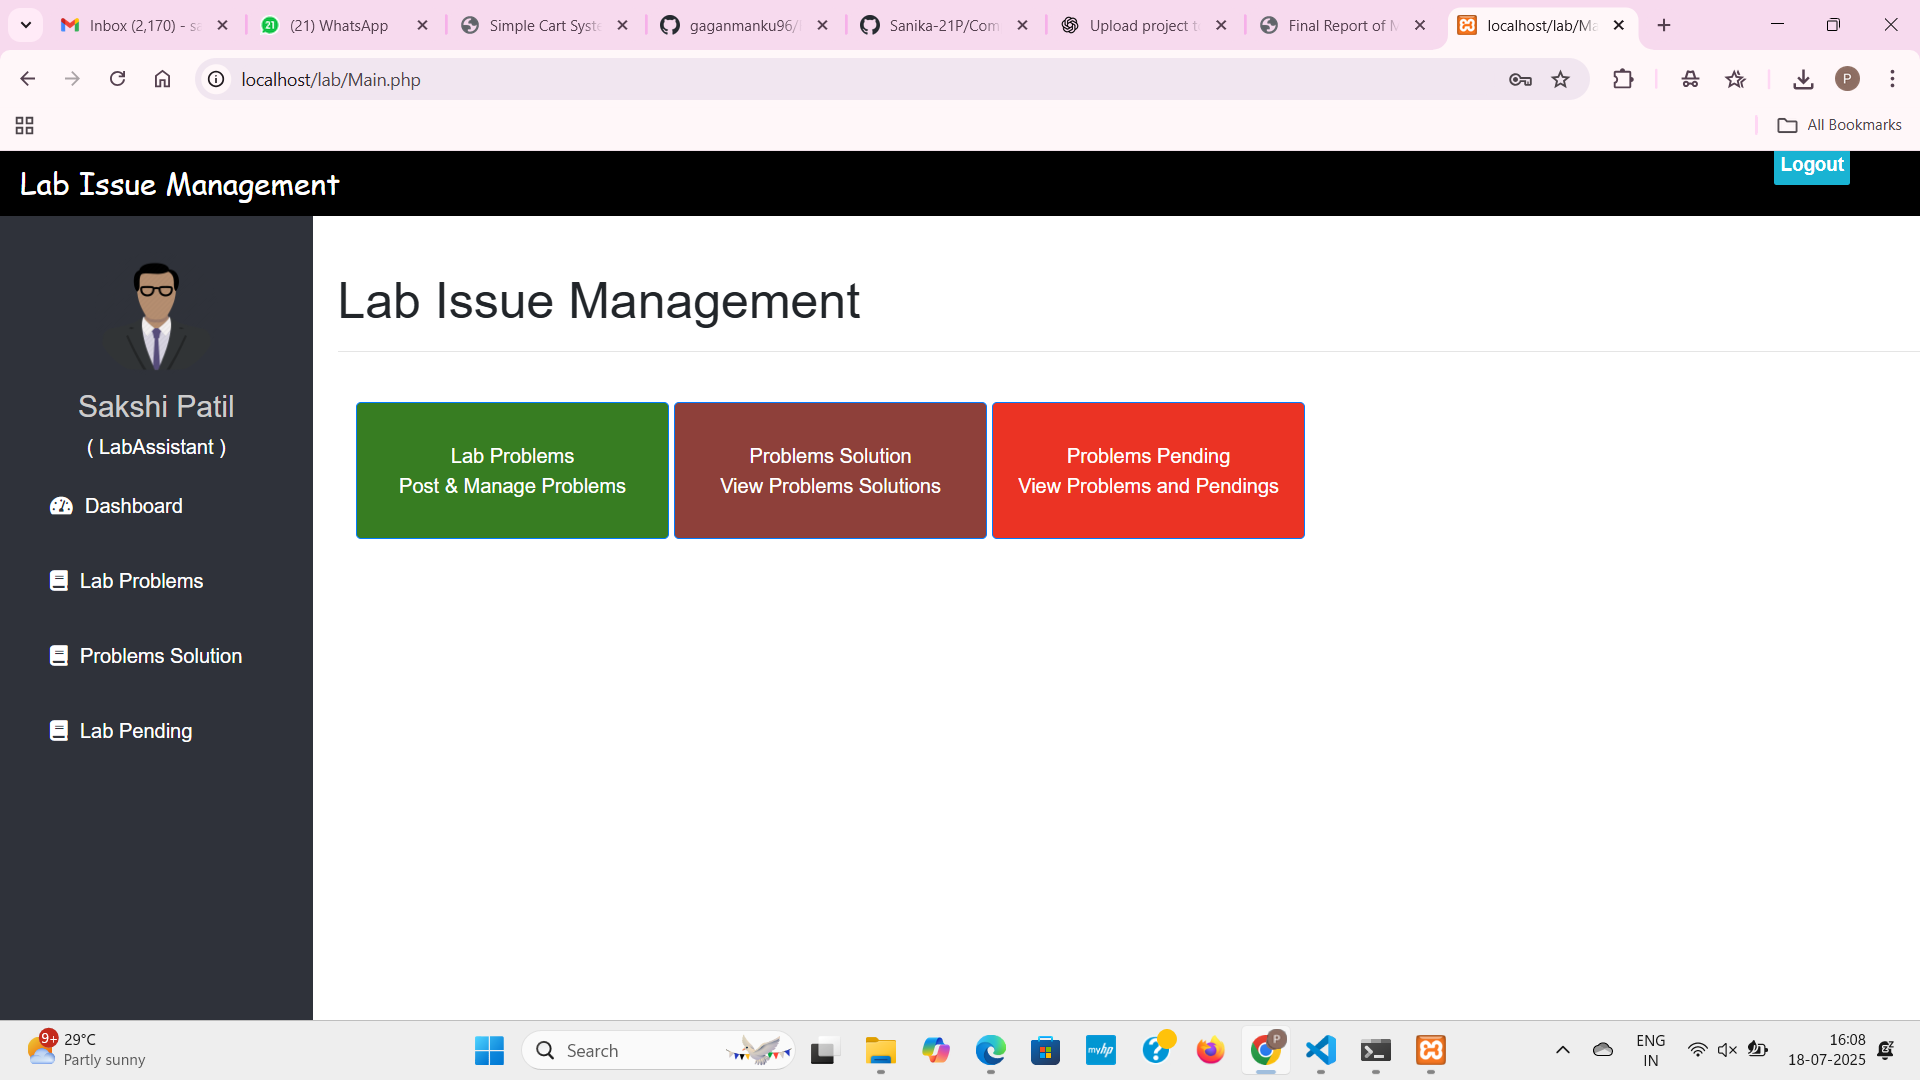 Inbox (2,170) - sa
(21) WhatsApp
Simple Cart Syste
gaganmanku96/
Sanika-21P/Com
Upload project t
Final Report of M
localhost/lab/Ma
localhost/lab/Main.php
P
All Bookmarks
Lab Issue Management
Logout
Sakshi Patil
( LabAssistant )
Dashboard
Lab Problems
Problems Solution
Lab Pending
Lab Issue Management
Lab Problems
Post & Manage Problems
Problems Solution
View Problems Solutions
Problems Pending
View Problems and Pendings
9+
29°C
Partly sunny
Search
myhp
P
ENG
IN
16:08
18-07-2025